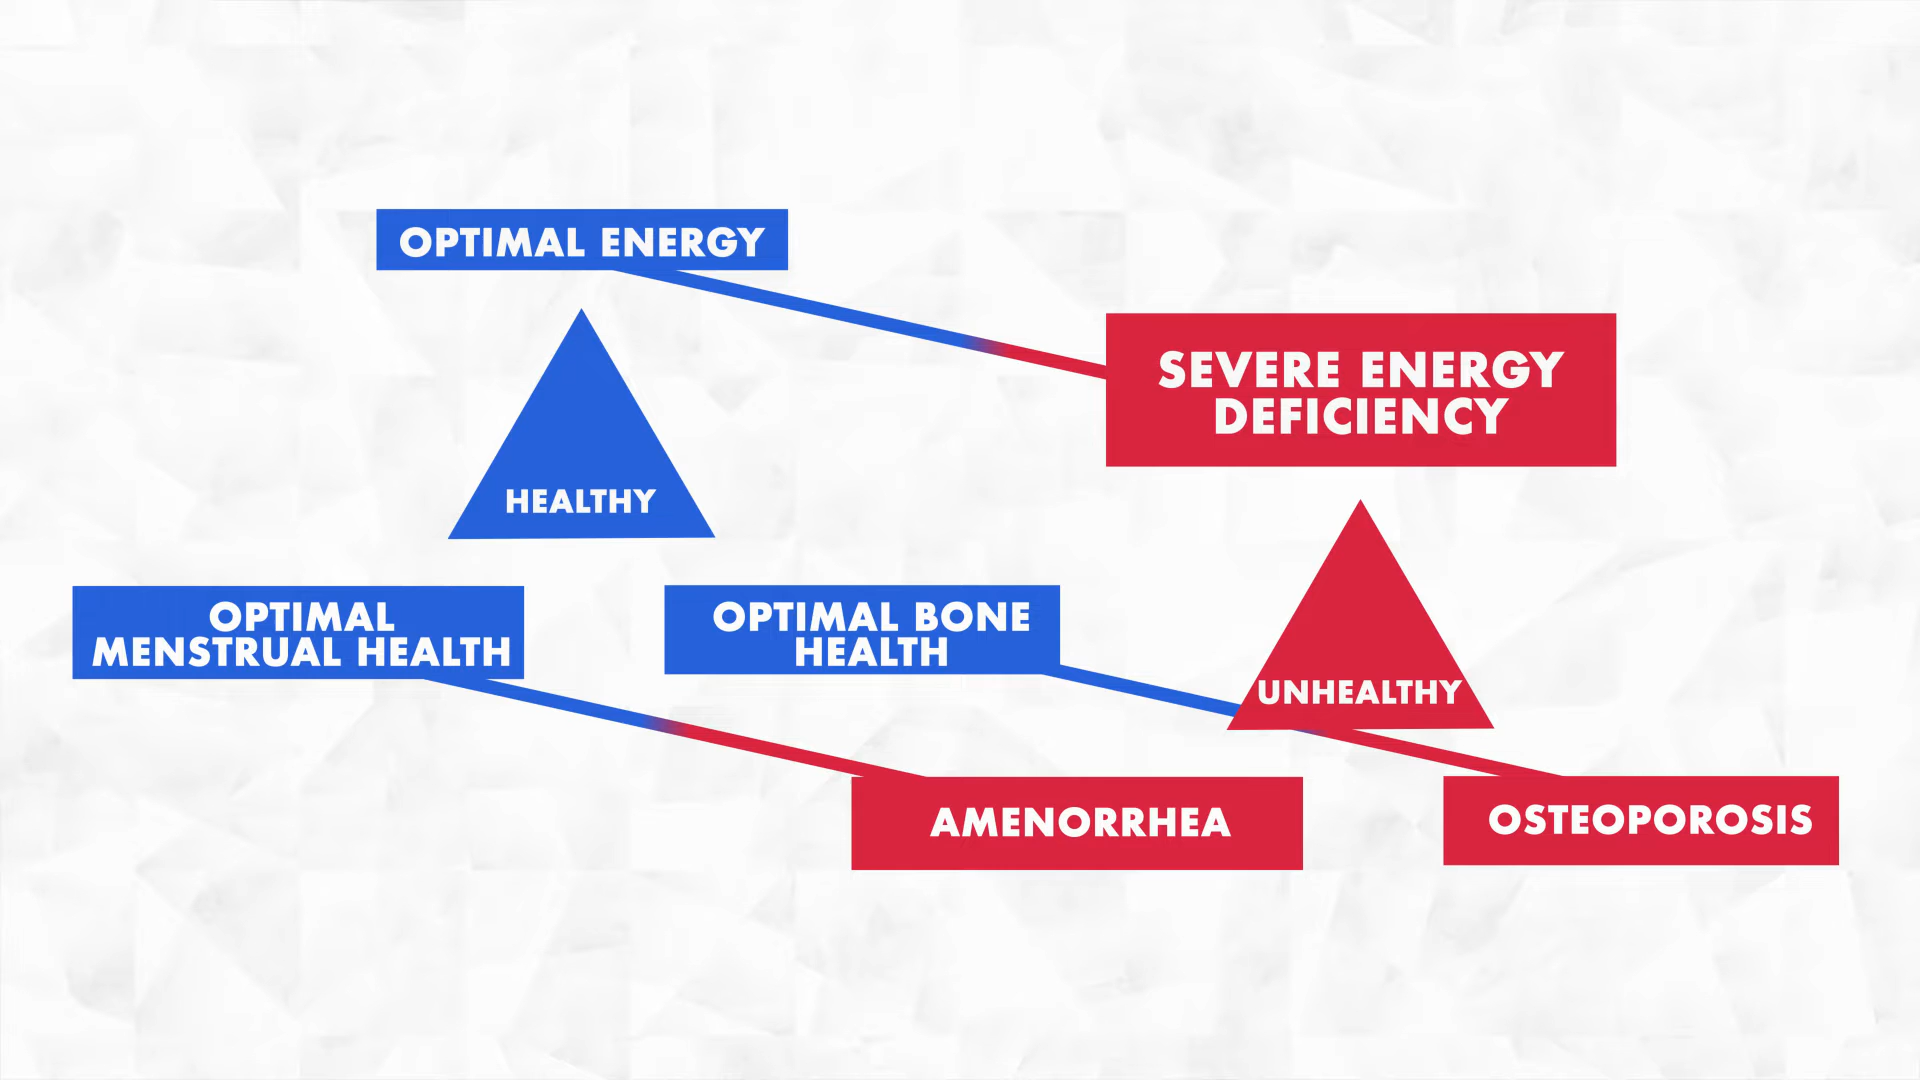 OPTIMAL ENERGY
SEVERE ENERGY
DEFICIENCY
HEALTHY
OPTIMAL
MENSTRUAL HEALTH
OPTIMAL BONE
HEALTH
UNHEALTHY
AMENORRHEA
OSTEOPOROSIS